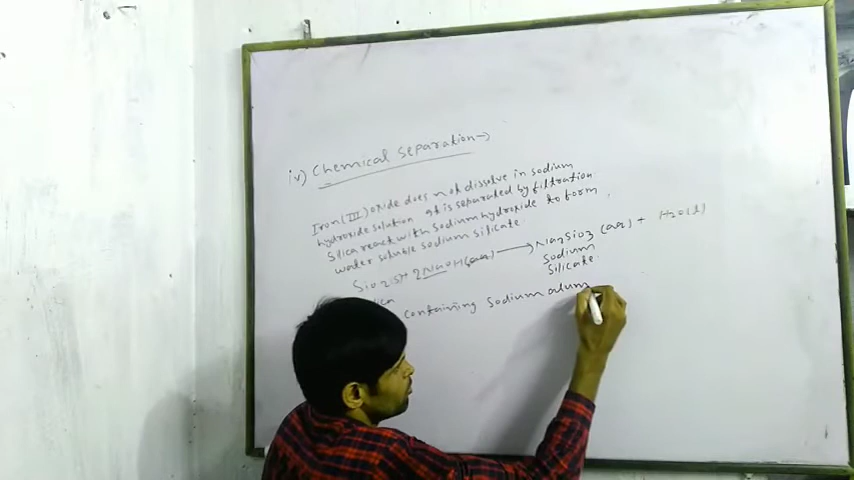 iv) Chemical Separation →
Iron (III) oxide does not dissolve in sodium
hydroxide solution It is separated by filtration
Silica react with Sodium hydroxide to form
water soluble sodium silicate.
SiO2(s) + 2NaOH(aq) → Na2SiO3 (aq) + H2O(l)
Sodium
Silicate.
containing Sodium alum